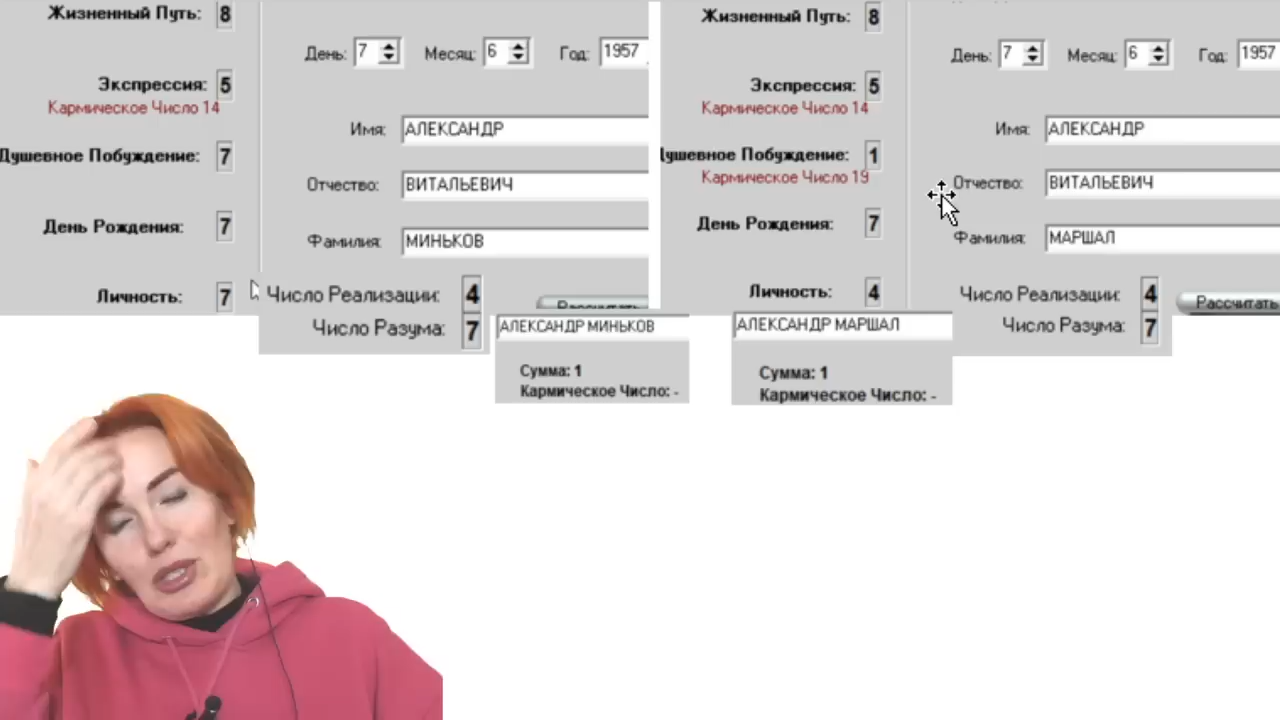 Жизненный Путь: 8
День: 7 Месяц: 6 Год: 1957
Экспрессия: 5
Кармическое Число 14
Имя: АЛЕКСАНДР
Душевное Побуждение: 7
Отчество: ВИТАЛЬЕВИЧ
День Рождения: 7
Фамилия: МИНЬКОВ
Личность: 7
Число Реализации: 4
Рассчитать
Число Разума: 7
АЛЕКСАНДР МИНЬКОВ
Сумма: 1
Кармическое Число: -
Жизненный Путь: 8
День: 7 Месяц: 6 Год: 1957
Экспрессия: 5
Кармическое Число 14
Имя: АЛЕКСАНДР
Душевное Побуждение: 1
Кармическое Число 19
Отчество: ВИТАЛЬЕВИЧ
День Рождения: 7
Фамилия: МАРШАЛ
Личность: 4
Число Реализации: 4
Рассчитать
Число Разума: 7
АЛЕКСАНДР МАРШАЛ
Сумма: 1
Кармическое Число: -